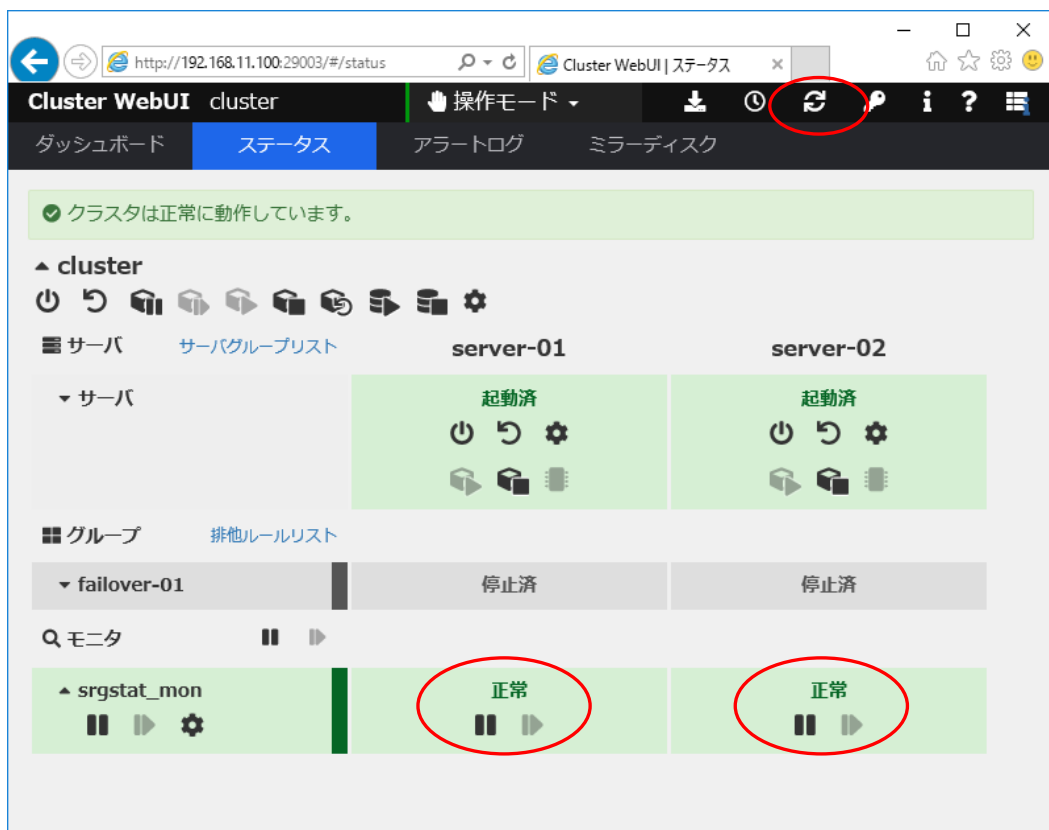 http://192.168.11.100:29003/#/status
Cluster WebUI | ステータス
Cluster WebUI cluster 操作モード
ダッシュボード ステータス アラートログ ミラーディスク
クラスタは正常に動作しています。
cluster
サーバ サーバグループリスト server-01 server-02
サーバ 起動済 起動済
グループ 排他ルールリスト
failover-01 停止済 停止済
モニタ
srgstat_mon 正常 正常